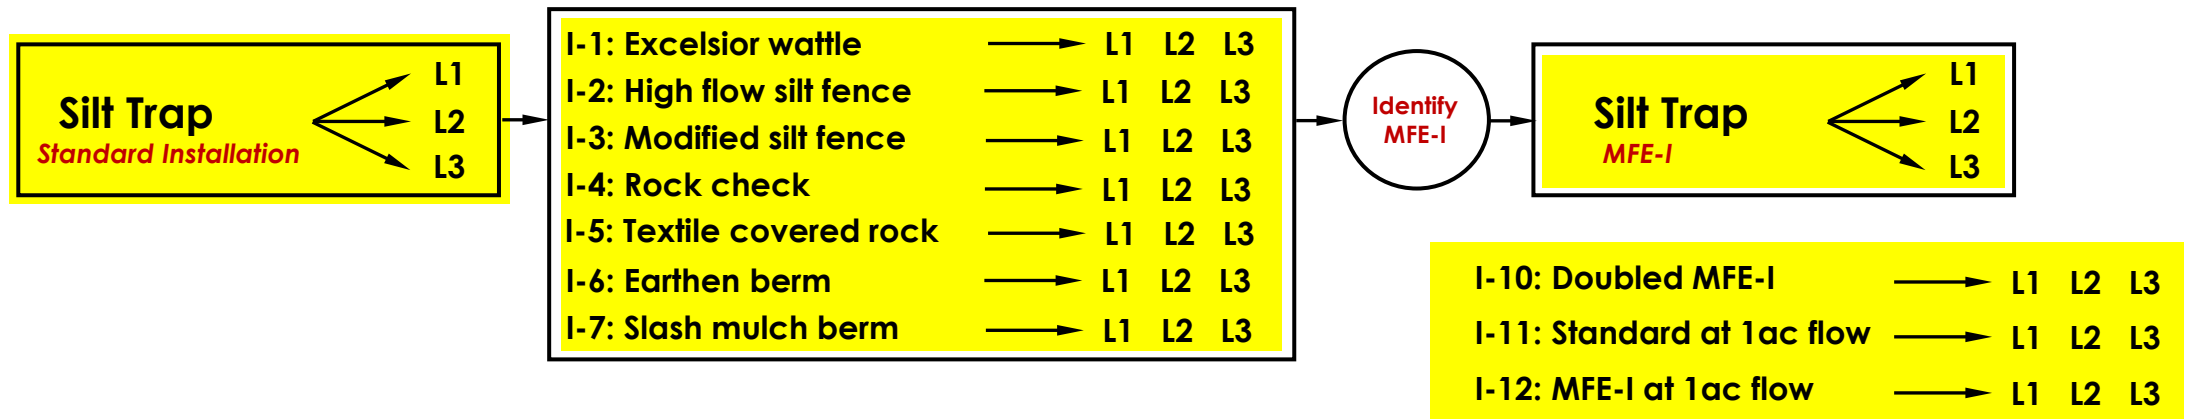 Silt Trap
Standard Installation
L1
L2
L3
I-1: Excelsior wattle L1 L2 L3
I-2: High flow silt fence L1 L2 L3
I-3: Modified silt fence L1 L2 L3
I-4: Rock check L1 L2 L3
I-5: Textile covered rock L1 L2 L3
I-6: Earthen berm L1 L2 L3
I-7: Slash mulch berm L1 L2 L3
Identify
MFE-I
Silt Trap
MFE-I
L1
L2
L3
I-10: Doubled MFE-I L1 L2 L3
I-11: Standard at 1ac flow L1 L2 L3
I-12: MFE-I at 1ac flow L1 L2 L3